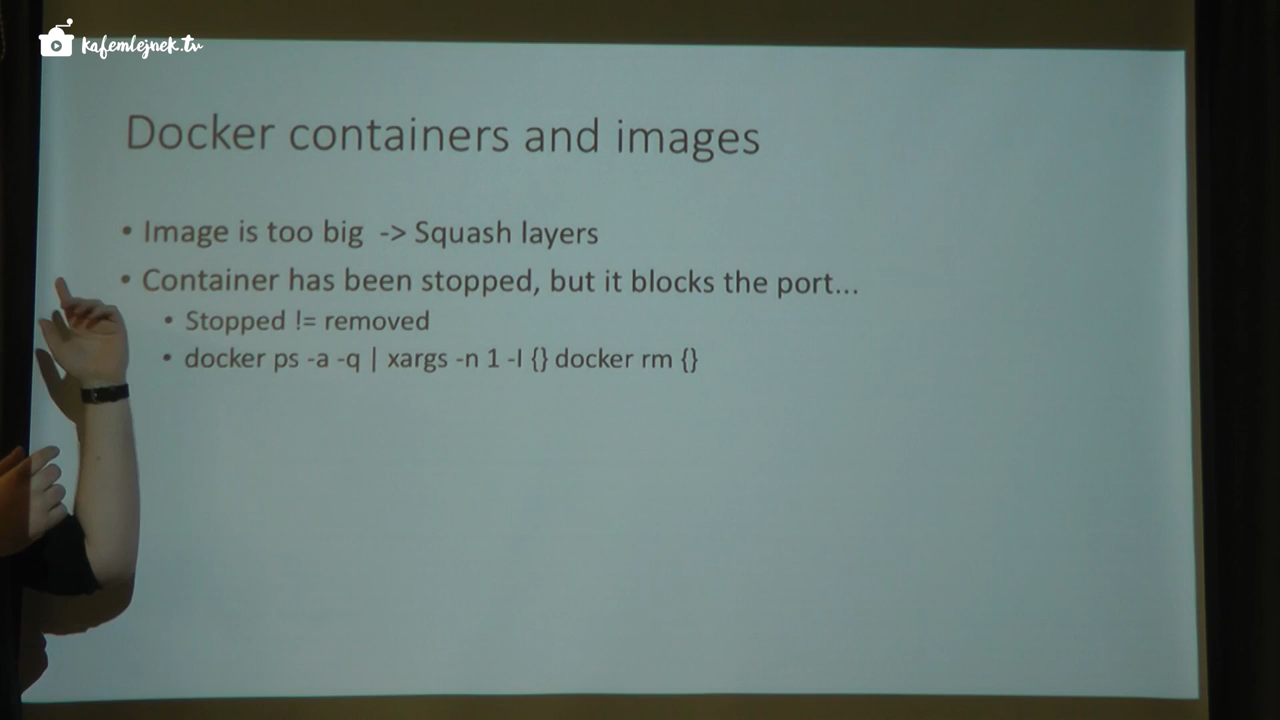 kafemlejnek.tv
Docker containers and images
• Image is too big -> Squash layers
• Container has been stopped, but it blocks the port...
• Stopped != removed
• docker ps -a -q | xargs -n 1 -I {} docker rm {}